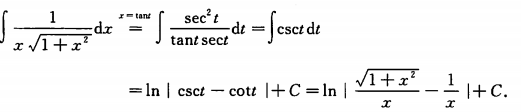 ∫ 1/(x√(1+x²)) dx =^{x=tant} ∫ sec²t/(tant sect) dt = ∫csct dt
= ln | csct − cott | + C = ln | √(1+x²)/x − 1/x | + C.